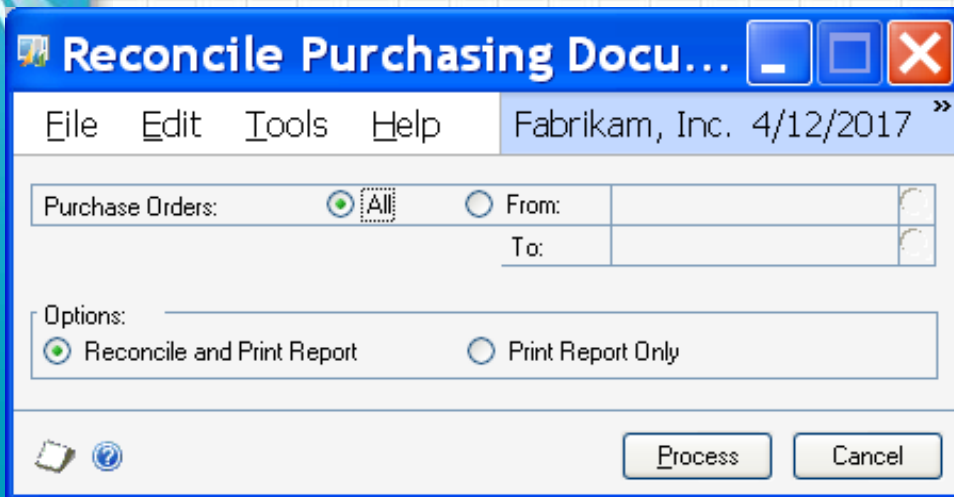 Reconcile Purchasing Docu...
File Edit Tools Help Fabrikam, Inc. 4/12/2017 »
Purchase Orders: All From:
To:
Options:
Reconcile and Print Report Print Report Only
Process Cancel